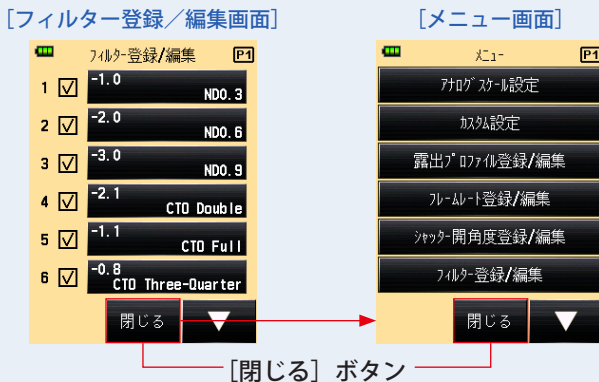 [フィルター登録／編集画面]
ﾌｨﾙﾀｰ登録/編集 P1
1 -1.0 ND0.3
2 -2.0 ND0.6
3 -3.0 ND0.9
4 -2.1 CTO Double
5 -1.1 CTO Full
6 -0.8 CTO Three-Quarter
閉じる
[メニュー画面]
ﾒﾆｭｰ P1
ｱﾅﾛｸﾞｽｹｰﾙ設定
ｶｽﾀﾑ設定
露出ﾌﾟﾛﾌｧｲﾙ登録/編集
ﾌﾚｰﾑﾚｰﾄ登録/編集
ｼｬｯﾀｰ開角度登録/編集
ﾌｨﾙﾀｰ登録/編集
閉じる
[閉じる] ボタン